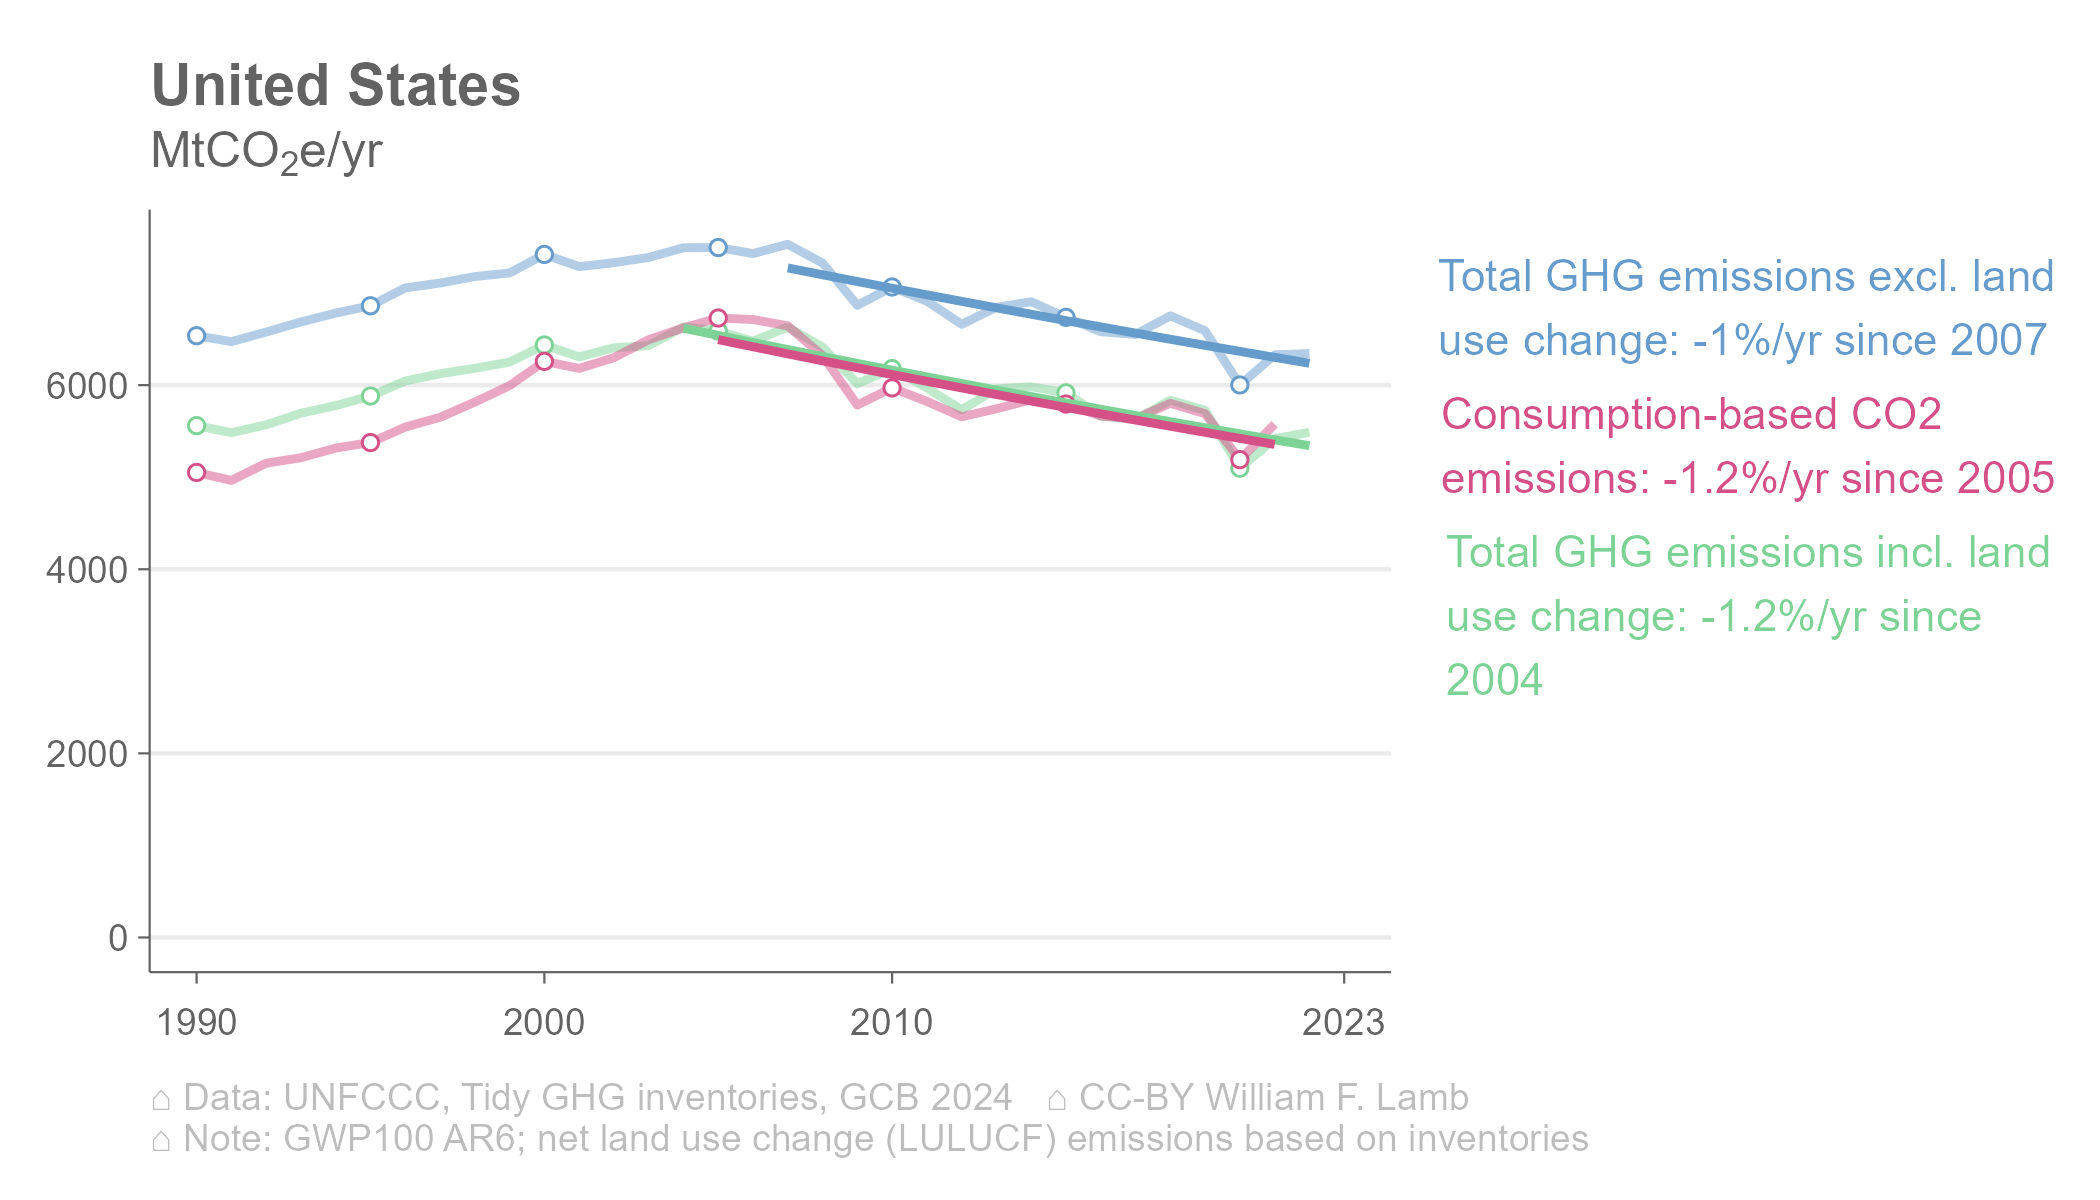 United States
MtCO₂e/yr
Total GHG emissions excl. land
use change: -1%/yr since 2007
Consumption-based CO2
emissions: -1.2%/yr since 2005
Total GHG emissions incl. land
use change: -1.2%/yr since
2004
6000
4000
2000
0
1990 2000 2010 2023
⌂ Data: UNFCCC, Tidy GHG inventories, GCB 2024 ⌂ CC-BY William F. Lamb
⌂ Note: GWP100 AR6; net land use change (LULUCF) emissions based on inventories